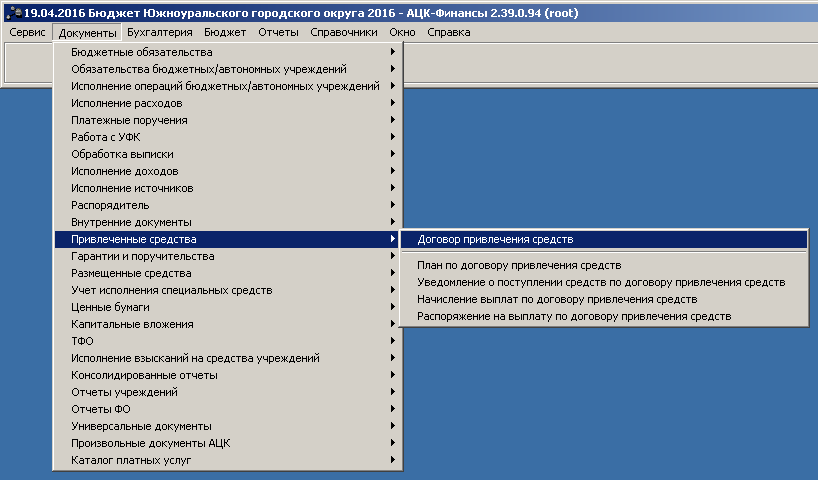 19.04.2016 Бюджет Южноуральского городского округа 2016 - АЦК-Финансы 2.39.0.94 (root)
Сервис Документы Бухгалтерия Бюджет Отчеты Справочники Окно Справка
Бюджетные обязательства
Обязательства бюджетных/автономных учреждений
Исполнение операций бюджетных/автономных учреждений
Исполнение расходов
Платежные поручения
Работа с УФК
Обработка выписки
Исполнение доходов
Исполнение источников
Распорядитель
Внутренние документы
Привлеченные средства
Гарантии и поручительства
Размещенные средства
Учет исполнения специальных средств
Ценные бумаги
Капитальные вложения
ТФО
Исполнение взысканий на средства учреждений
Консолидированные отчеты
Отчеты учреждений
Отчеты ФО
Универсальные документы
Произвольные документы АЦК
Каталог платных услуг
Договор привлечения средств
План по договору привлечения средств
Уведомление о поступлении средств по договору привлечения средств
Начисление выплат по договору привлечения средств
Распоряжение на выплату по договору привлечения средств